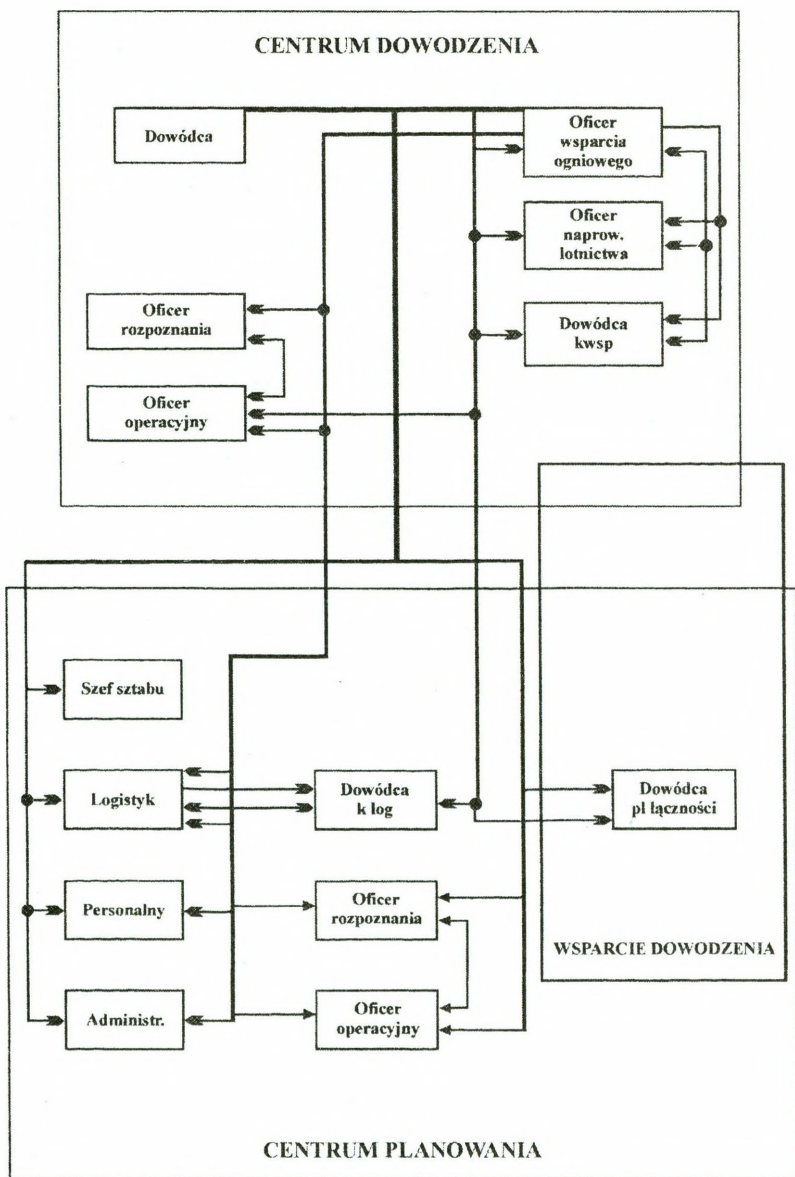 CENTRUM DOWODZENIA
Dowódca
Oficer
wsparcia
ogniowego
Oficer
naprow.
lotnictwa
Oficer
rozpoznania
Dowódca
kwsp
Oficer
operacyjny
Szef sztabu
Logistyk
Dowódca
k log
Dowódca
pl łączności
Personalny
Oficer
rozpoznania
WSPARCIE DOWODZENIA
Administr.
Oficer
operacyjny
CENTRUM PLANOWANIA